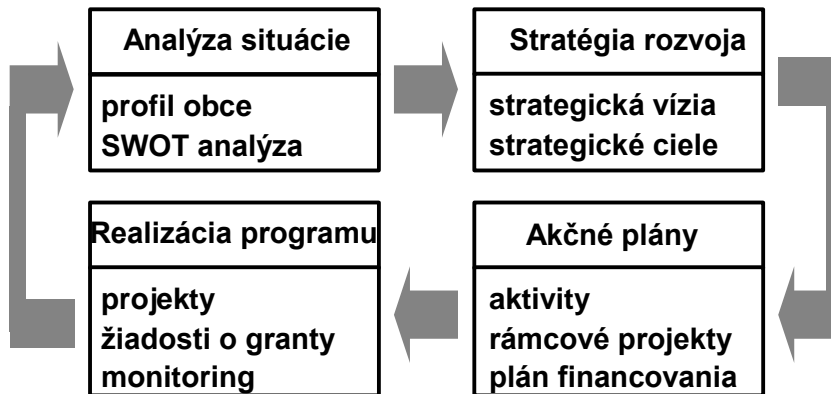 Analýza situácie
profil obce
SWOT analýza
Stratégia rozvoja
strategická vízia
strategické ciele
Realizácia programu
projekty
žiadosti o granty
monitoring
Akčné plány
aktivity
rámcové projekty
plán financovania